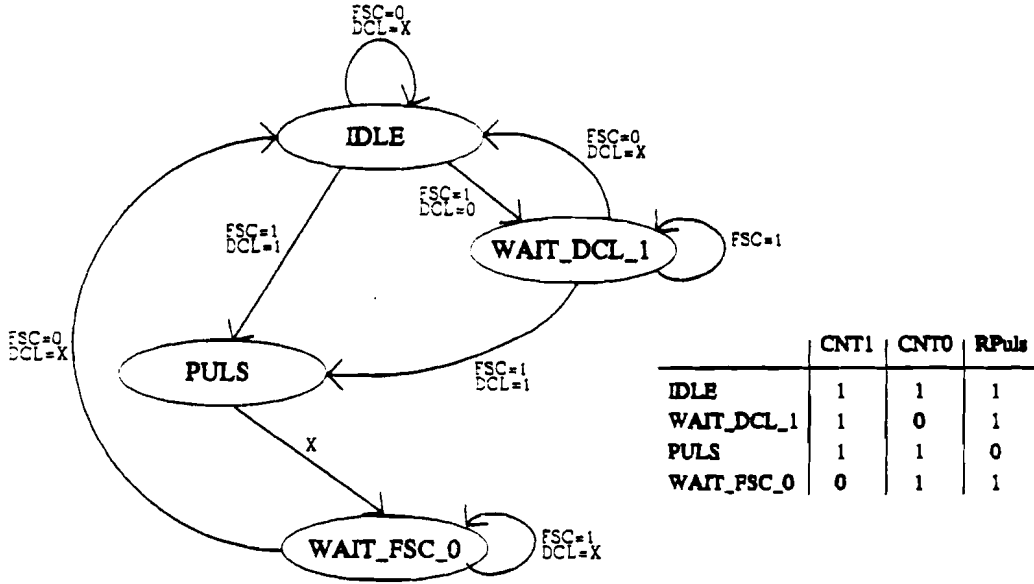 FSC=0
DCL=X
IDLE
FSC=0
DCL=X
FSC=1
DCL=0
FSC=1
DCL=1
WAIT_DCL_1
FSC=1
FSC=0
DCL=X
PULS
FSC=1
DCL=1
X
WAIT_FSC_0
FSC=1
DCL=X
CNT1 CNT0 RPuls
IDLE 1 1 1
WAIT_DCL_1 1 0 1
PULS 1 1 0
WAIT_FSC_0 0 1 1